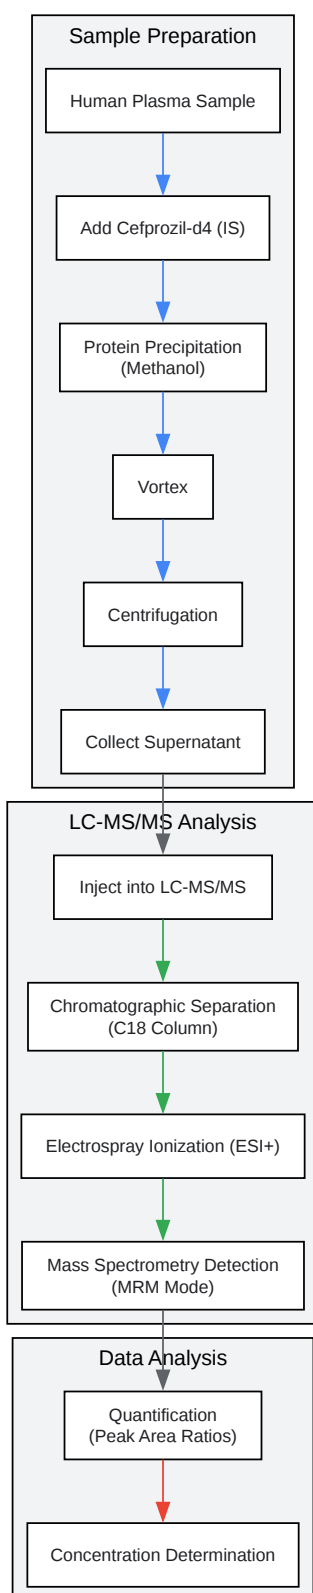 Sample Preparation
Human Plasma Sample
Add Cefprozil-d4 (IS)
Protein Precipitation
(Methanol)
Vortex
Centrifugation
Collect Supernatant
LC-MS/MS Analysis
Inject into LC-MS/MS
Chromatographic Separation
(C18 Column)
Electrospray Ionization (ESI+)
Mass Spectrometry Detection
(MRM Mode)
Data Analysis
Quantification
(Peak Area Ratios)
Concentration Determination